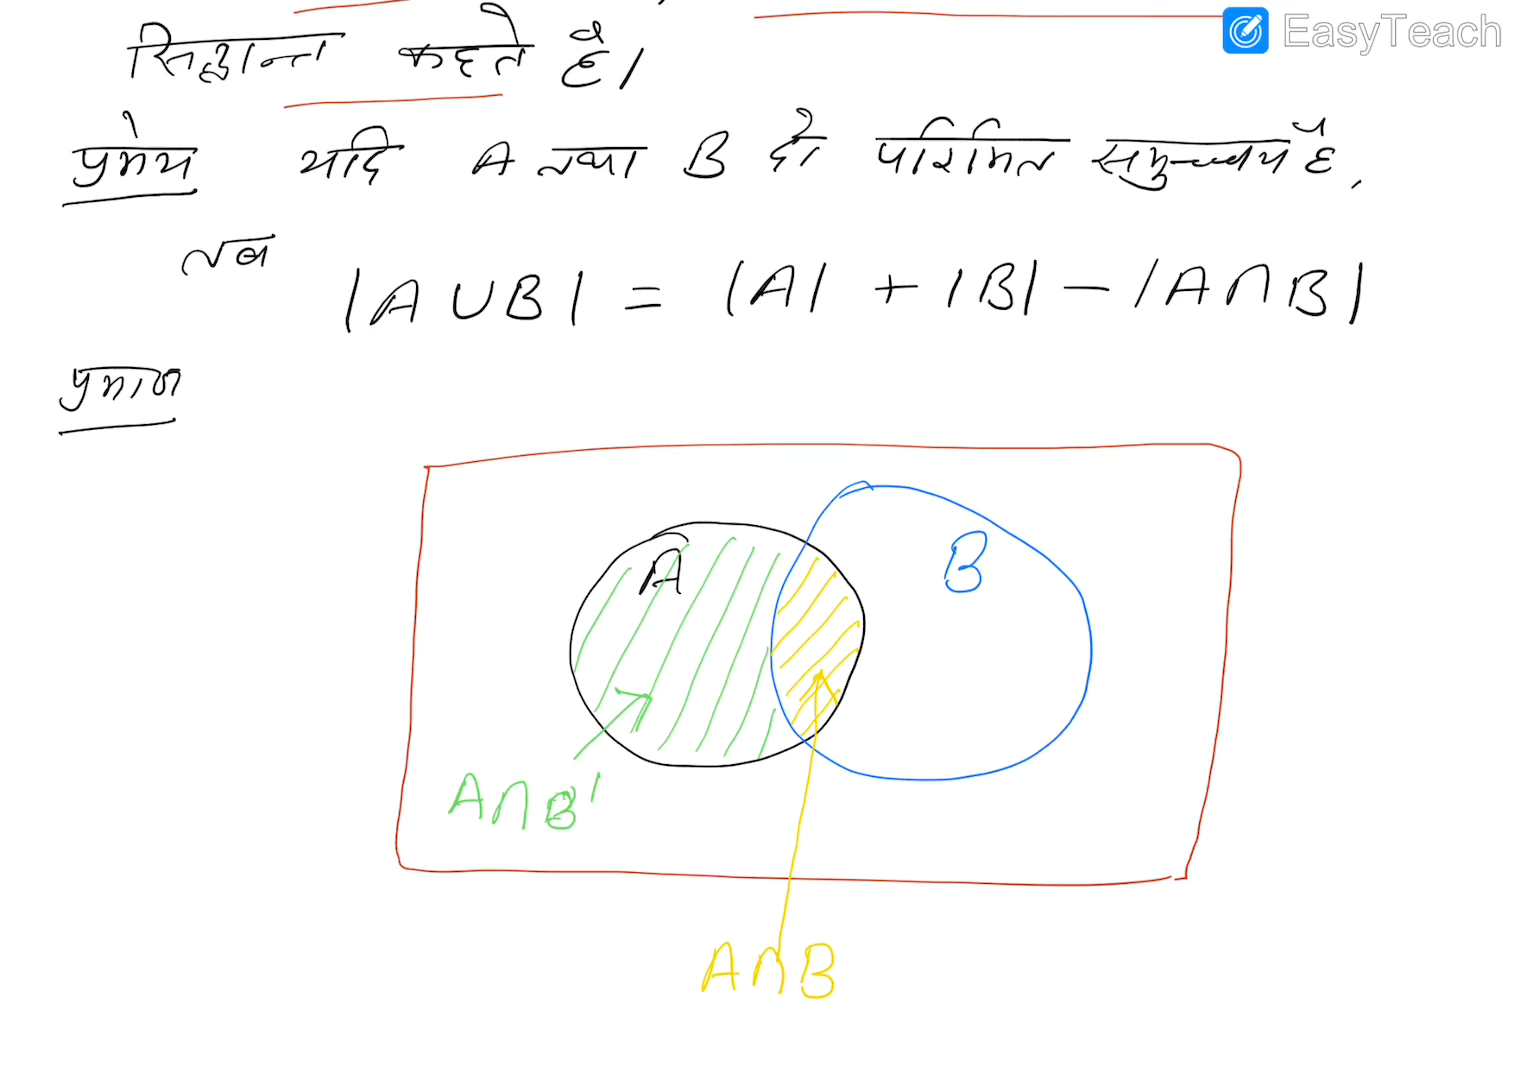 EasyTeach
सिद्धान्त कहते है।
प्रमेय यदि A तथा B दो परिमित समुच्चय है,
तब |A∪B| = |A| + |B| - |A∩B|
प्रमाण
A
B
A∩B'
A∩B